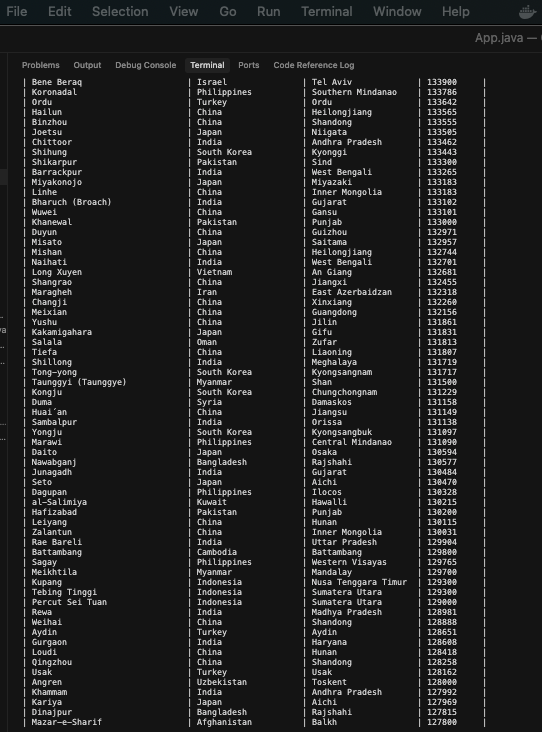 File Edit Selection View Go Run Terminal Window Help
App.java —
Problems Output Debug Console Terminal Ports Code Reference Log
| Bene Beraq | Israel | Tel Aviv | 133900 |
| Koronadal | Philippines | Southern Mindanao | 133786 |
| Ordu | Turkey | Ordu | 133642 |
| Hailun | China | Heilongjiang | 133565 |
| Binzhou | China | Shandong | 133555 |
| Joetsu | Japan | Niigata | 133505 |
| Chittoor | India | Andhra Pradesh | 133462 |
| Shihung | South Korea | Kyonggi | 133443 |
| Shikarpur | Pakistan | Sind | 133300 |
| Barrackpur | India | West Bengali | 133265 |
| Miyakonojo | Japan | Miyazaki | 133183 |
| Linhe | China | Inner Mongolia | 133183 |
| Bharuch (Broach) | India | Gujarat | 133102 |
| Wuwei | China | Gansu | 133101 |
| Khanewal | Pakistan | Punjab | 133000 |
| Duyun | China | Guizhou | 132971 |
| Misato | Japan | Saitama | 132957 |
| Mishan | China | Heilongjiang | 132744 |
| Naihati | India | West Bengali | 132701 |
| Long Xuyen | Vietnam | An Giang | 132681 |
| Shangrao | China | Jiangxi | 132455 |
| Maragheh | Iran | East Azerbaidzan | 132318 |
| Changji | China | Xinxiang | 132260 |
| Meixian | China | Guangdong | 132156 |
| Yushu | China | Jilin | 131861 |
| Kakamigahara | Japan | Gifu | 131831 |
| Salala | Oman | Zufar | 131813 |
| Tiefa | China | Liaoning | 131807 |
| Shillong | India | Meghalaya | 131719 |
| Tong-yong | South Korea | Kyongsangnam | 131717 |
| Taunggyi (Taunggye) | Myanmar | Shan | 131500 |
| Kongju | South Korea | Chungchongnam | 131229 |
| Duma | Syria | Damaskos | 131158 |
| Huai´an | China | Jiangsu | 131149 |
| Sambalpur | India | Orissa | 131138 |
| Yongju | South Korea | Kyongsangbuk | 131097 |
| Marawi | Philippines | Central Mindanao | 131090 |
| Daito | Japan | Osaka | 130594 |
| Nawabganj | Bangladesh | Rajshahi | 130577 |
| Junagadh | India | Gujarat | 130484 |
| Seto | Japan | Aichi | 130470 |
| Dagupan | Philippines | Ilocos | 130328 |
| al-Salimiya | Kuwait | Hawalli | 130215 |
| Hafizabad | Pakistan | Punjab | 130200 |
| Leiyang | China | Hunan | 130115 |
| Zalantun | China | Inner Mongolia | 130031 |
| Rae Bareli | India | Uttar Pradesh | 129904 |
| Battambang | Cambodia | Battambang | 129800 |
| Sagay | Philippines | Western Visayas | 129765 |
| Meikhtila | Myanmar | Mandalay | 129700 |
| Kupang | Indonesia | Nusa Tenggara Timur | 129300 |
| Tebing Tinggi | Indonesia | Sumatera Utara | 129300 |
| Percut Sei Tuan | Indonesia | Sumatera Utara | 129000 |
| Rewa | India | Madhya Pradesh | 128981 |
| Weihai | China | Shandong | 128888 |
| Aydin | Turkey | Aydin | 128651 |
| Gurgaon | India | Haryana | 128608 |
| Loudi | China | Hunan | 128418 |
| Qingzhou | China | Shandong | 128258 |
| Usak | Turkey | Usak | 128162 |
| Angren | Uzbekistan | Toskent | 128000 |
| Khammam | India | Andhra Pradesh | 127992 |
| Kariya | Japan | Aichi | 127969 |
| Dinajpur | Bangladesh | Rajshahi | 127815 |
| Mazar-e-Sharif | Afghanistan | Balkh | 127800 |